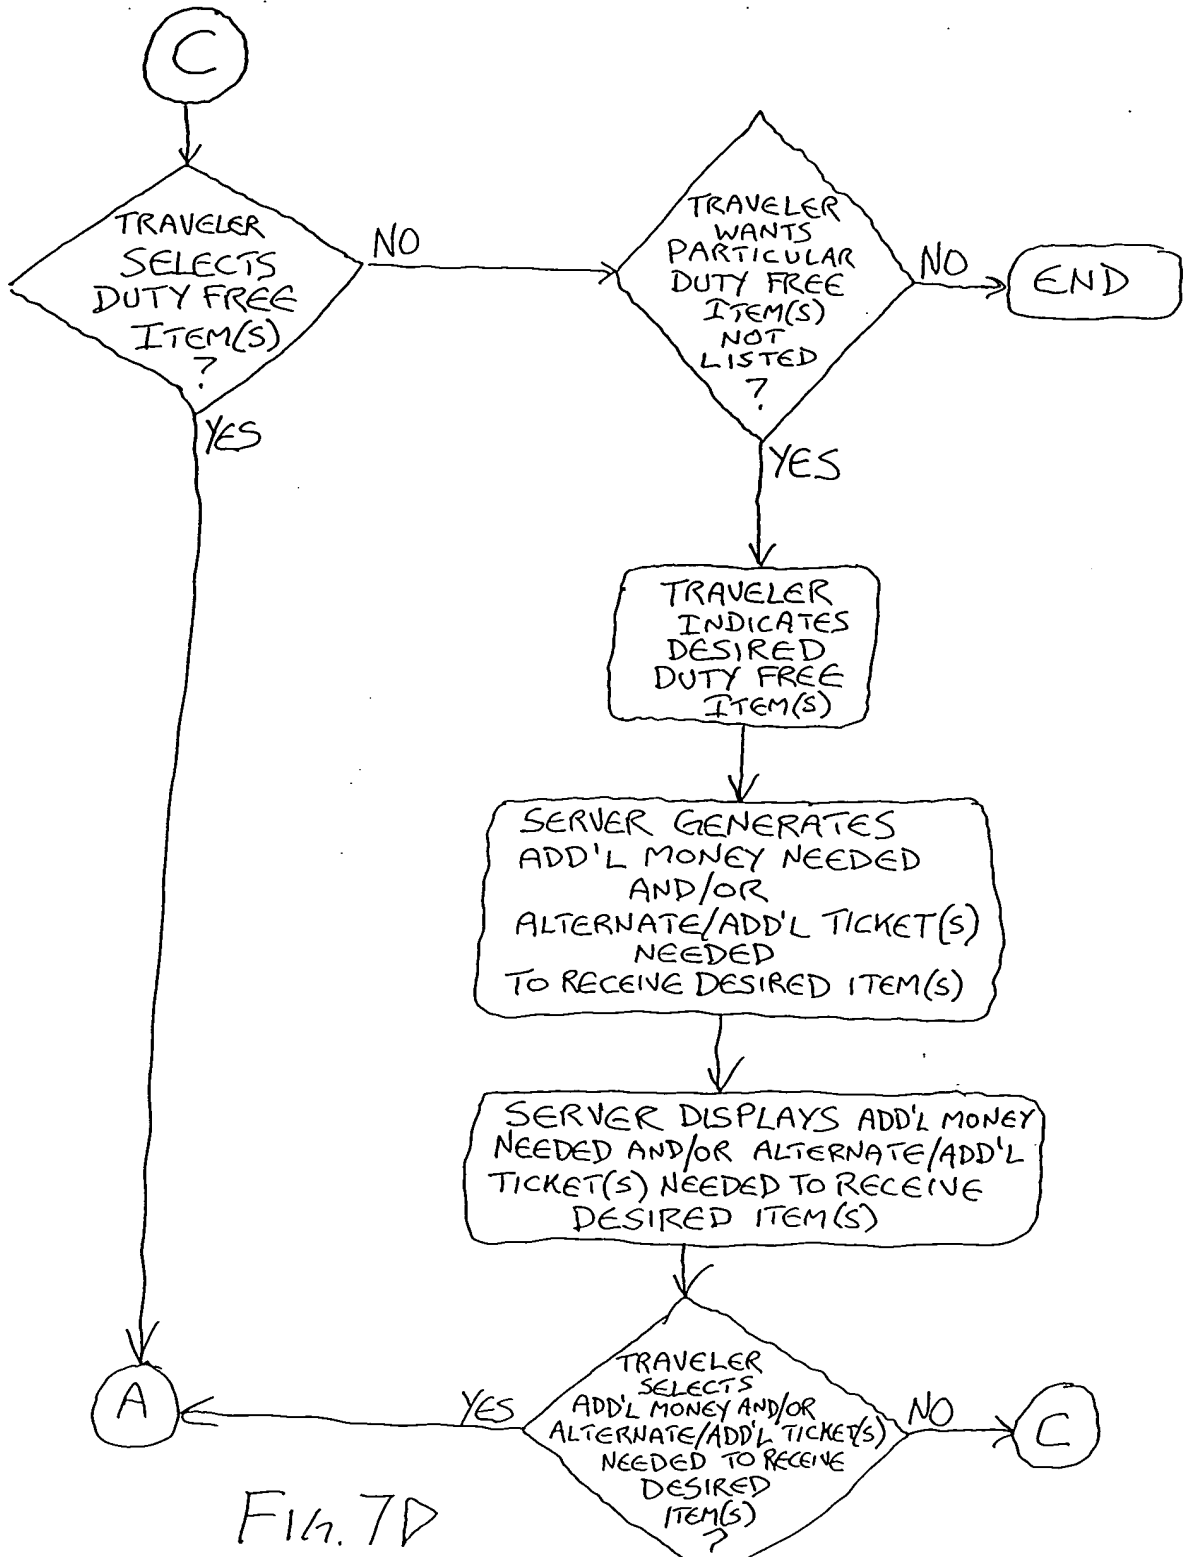 C
TRAVELER
SELECTS
DUTY FREE
ITEM(S)
?
NO
YES
TRAVELER
WANTS
PARTICULAR
DUTY FREE
ITEM(S)
NOT
LISTED
?
NO
END
YES
TRAVELER
INDICATES
DESIRED
DUTY FREE
ITEM(S)
SERVER GENERATES
ADD'L MONEY NEEDED
AND/OR
ALTERNATE/ADD'L TICKET(S)
NEEDED
TO RECEIVE DESIRED ITEM(S)
SERVER DISPLAYS ADD'L MONEY
NEEDED AND/OR ALTERNATE/ADD'L
TICKET(S) NEEDED TO RECEIVE
DESIRED ITEM(S)
TRAVELER
SELECTS
ADD'L MONEY AND/OR
ALTERNATE/ADD'L TICKET(S)
NEEDED TO RECEIVE
DESIRED
ITEM(S)
?
YES
A
NO
C
FIG. 7D